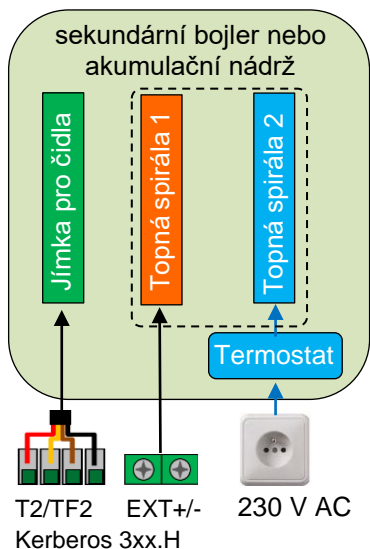 sekundární bojler nebo
akumulační nádrž
Jímka pro čidla
Topná spirála 1
Topná spirála 2
Termostat
T2/TF2
EXT+/-
230 V AC
Kerberos 3xx.H